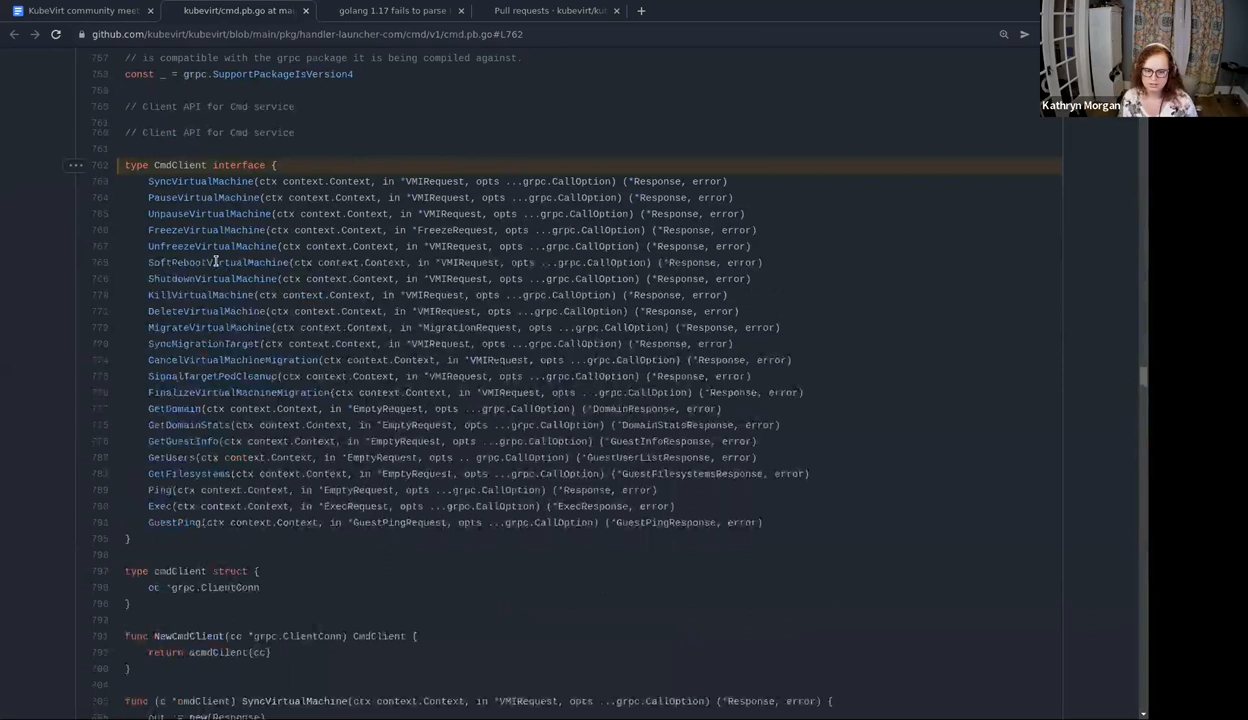 KubeVirt community meet
kubevirt/cmd.pb.go at ma
golang 1.17 fails to parse
Pull requests · kubevirt/ku
github.com/kubevirt/kubevirt/blob/main/pkg/handler-launcher-com/cmd/v1/cmd.pb.go#L762
Kathryn Morgan
// is compatible with the grpc package it is being compiled against.
763 const _ = grpc.SupportPackageIsVersion4
// Client API for Cmd service
// Client API for Cmd service
761
762 type CmdClient interface {
763 SyncVirtualMachine(ctx context.Context, in *VMIRequest, opts ...grpc.CallOption) (*Response, error)
764 PauseVirtualMachine(ctx context.Context, in *VMIRequest, opts ...grpc.CallOption) (*Response, error)
765 UnpauseVirtualMachine(ctx context.Context, in *VMIRequest, opts ...grpc.CallOption) (*Response, error)
FreezeVirtualMachine(ctx context.Context, in *FreezeRequest, opts ...grpc.CallOption) (*Response, error)
767 UnfreezeVirtualMachine(ctx context.Context, in *VMIRequest, opts ...grpc.CallOption) (*Response, error)
SoftRebootVirtualMachine(ctx context.Context, in *VMIRequest, opts ...grpc.CallOption) (*Response, error)
ShutdownVirtualMachine(ctx context.Context, in *VMIRequest, opts ...grpc.CallOption) (*Response, error)
KillVirtualMachine(ctx context.Context, in *VMIRequest, opts ...grpc.CallOption) (*Response, error)
DeleteVirtualMachine(ctx context.Context, in *VMIRequest, opts ...grpc.CallOption) (*Response, error)
MigrateVirtualMachine(ctx context.Context, in *MigrationRequest, opts ...grpc.CallOption) (*Response, error)
SyncMigrationTarget(ctx context.Context, in *VMIRequest, opts ...grpc.CallOption) (*Response, error)
CancelVirtualMachineMigration(ctx context.Context, in *VMIRequest, opts ...grpc.CallOption) (*Response, error)
SignalTargetPodCleanup(ctx context.Context, in *VMIRequest, opts ...grpc.CallOption) (*Response, error)
FinalizeVirtualMachineMigration(ctx context.Context, in *VMIRequest, opts ...grpc.CallOption) (*Response, error)
GetDomain(ctx context.Context, in *EmptyRequest, opts ...grpc.CallOption) (*DomainResponse, error)
GetDomainStats(ctx context.Context, in *EmptyRequest, opts ...grpc.CallOption) (*DomainStatsResponse, error)
GetGuestInfo(ctx context.Context, in *EmptyRequest, opts ...grpc.CallOption) (*GuestInfoResponse, error)
GetUsers(ctx context.Context, in *EmptyRequest, opts ...grpc.CallOption) (*GuestUserListResponse, error)
GetFilesystems(ctx context.Context, in *EmptyRequest, opts ...grpc.CallOption) (*GuestFilesystemsResponse, error)
Ping(ctx context.Context, in *EmptyRequest, opts ...grpc.CallOption) (*Response, error)
Exec(ctx context.Context, in *ExecRequest, opts ...grpc.CallOption) (*ExecResponse, error)
GuestPing(ctx context.Context, in *GuestPingRequest, opts ...grpc.CallOption) (*GuestPingResponse, error)
}
type cmdClient struct {
cc *grpc.ClientConn
}
func NewCmdClient(cc *grpc.ClientConn) CmdClient {
return &cmdClient{cc}
}
func (c *cmdClient) SyncVirtualMachine(ctx context.Context, in *VMIRequest, opts ...grpc.CallOption) (*Response, error) {
out := new(Response)